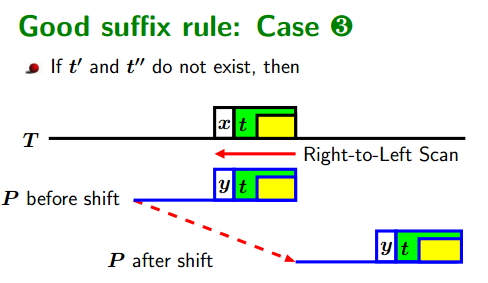 Good suffix rule: Case ❸
If t′ and t″ do not exist, then
x t
T
Right-to-Left Scan
y t
P before shift
y t
P after shift